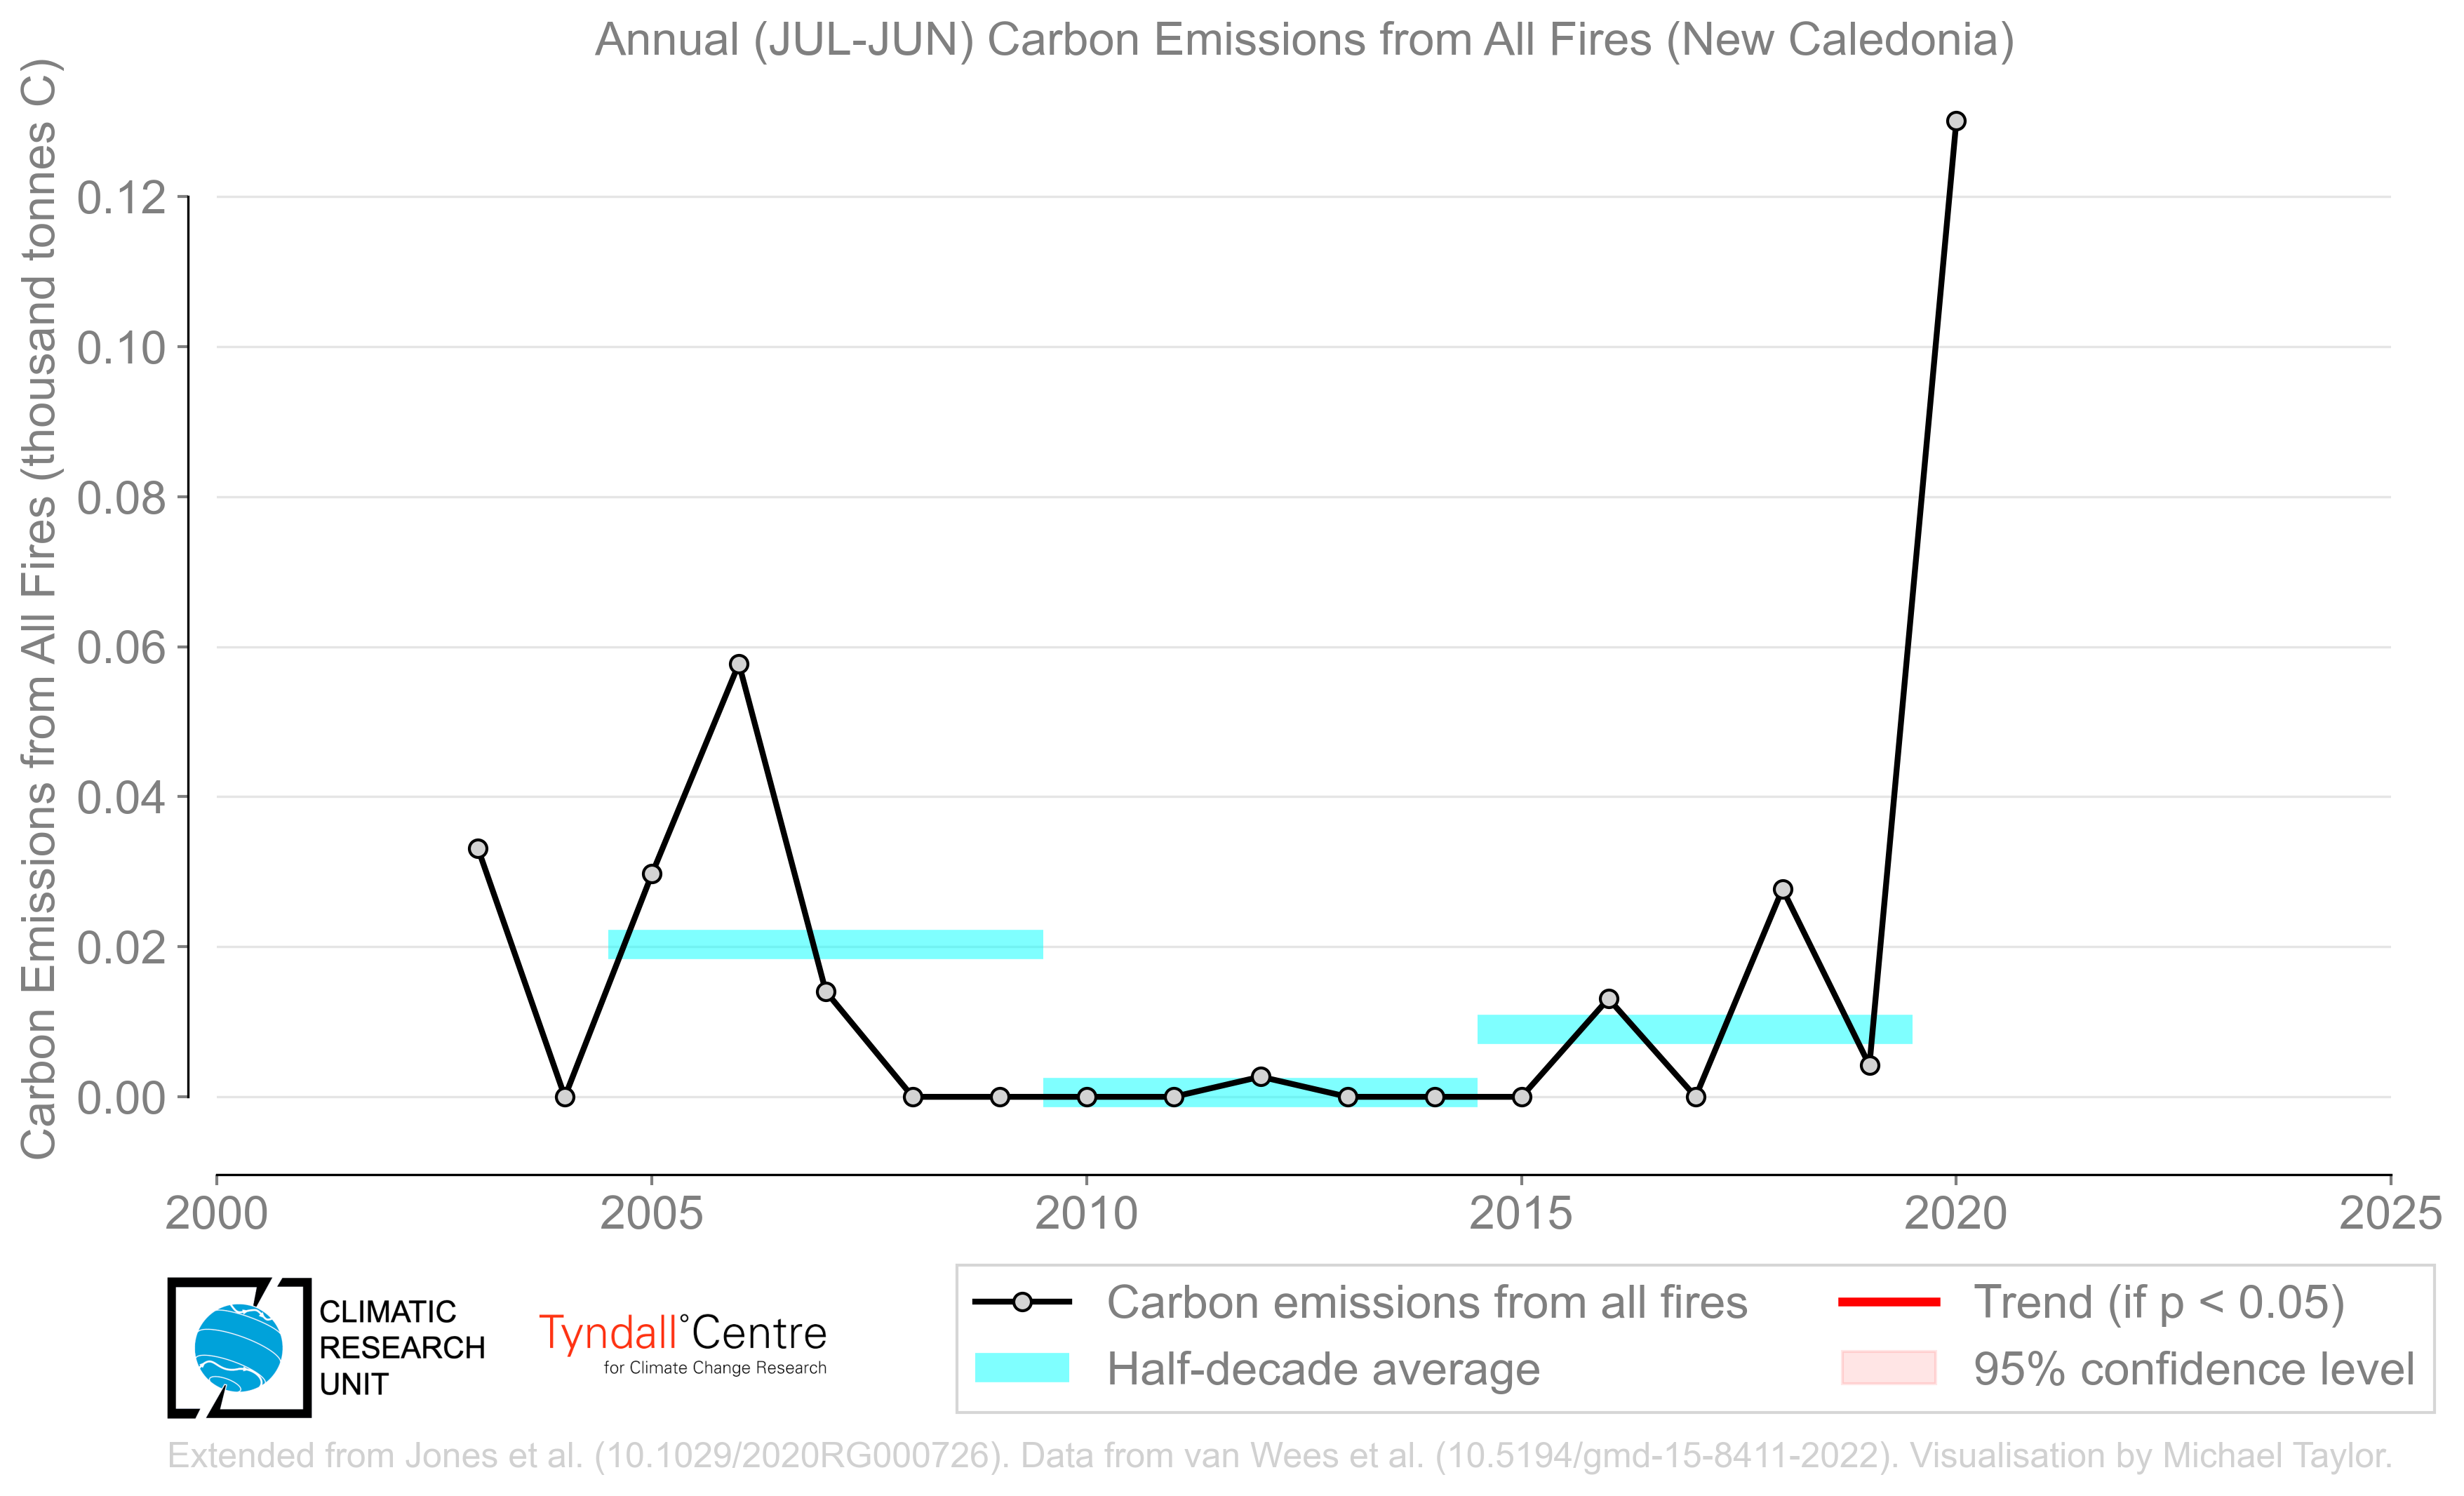 Annual (JUL-JUN) Carbon Emissions from All Fires (New Caledonia)
Carbon Emissions from All Fires (thousand tonnes C)
0.12
0.10
0.08
0.06
0.04
0.02
0.00
2000
2005
2010
2015
2020
2025
CLIMATIC
RESEARCH
UNIT
Tyndall°Centre
for Climate Change Research
Carbon emissions from all fires
Half-decade average
Trend (if p < 0.05)
95% confidence level
Extended from Jones et al. (10.1029/2020RG000726). Data from van Wees et al. (10.5194/gmd-15-8411-2022). Visualisation by Michael Taylor.